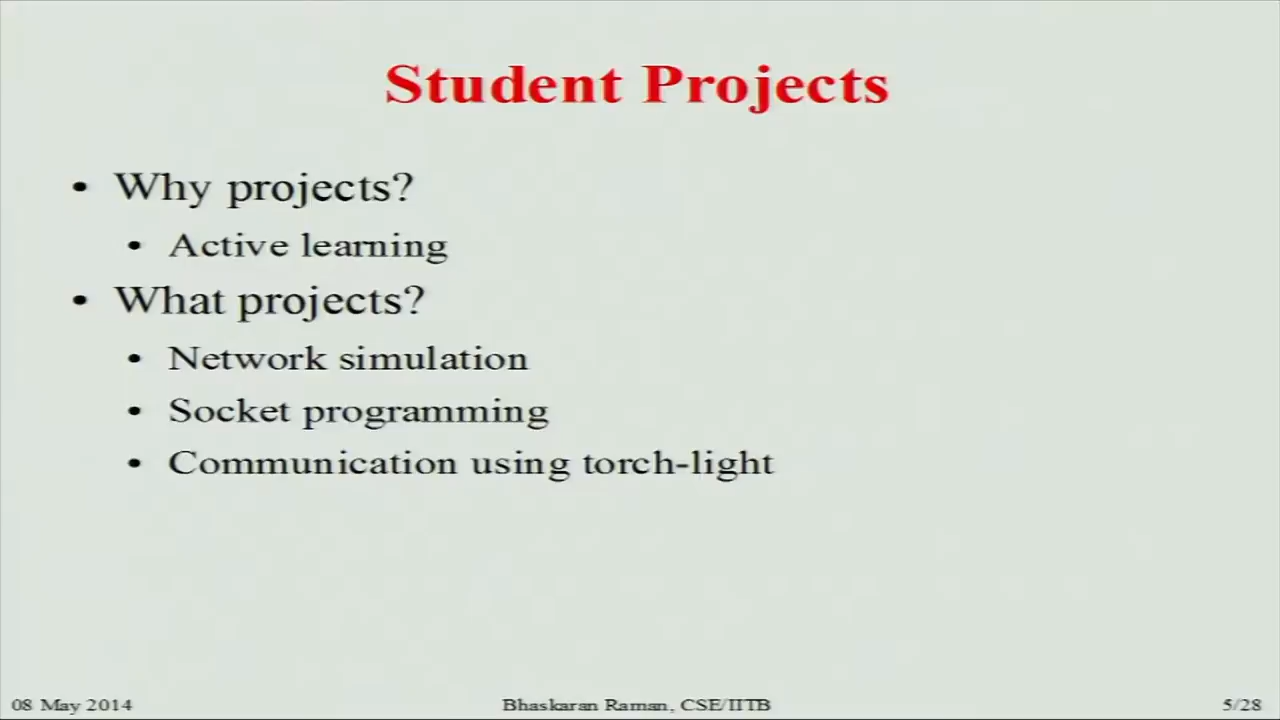 Student Projects
• Why projects?
• Active learning
• What projects?
• Network simulation
• Socket programming
• Communication using torch-light
08 May 2014
Bhaskaran Raman, CSE/IITB
5/28